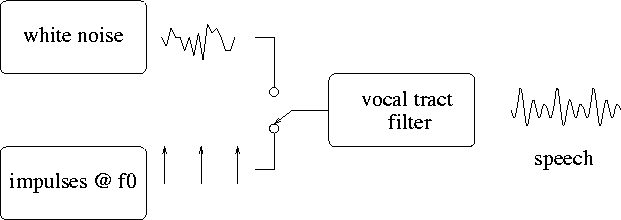 white noise
vocal tract
filter
speech
impulses @ f0